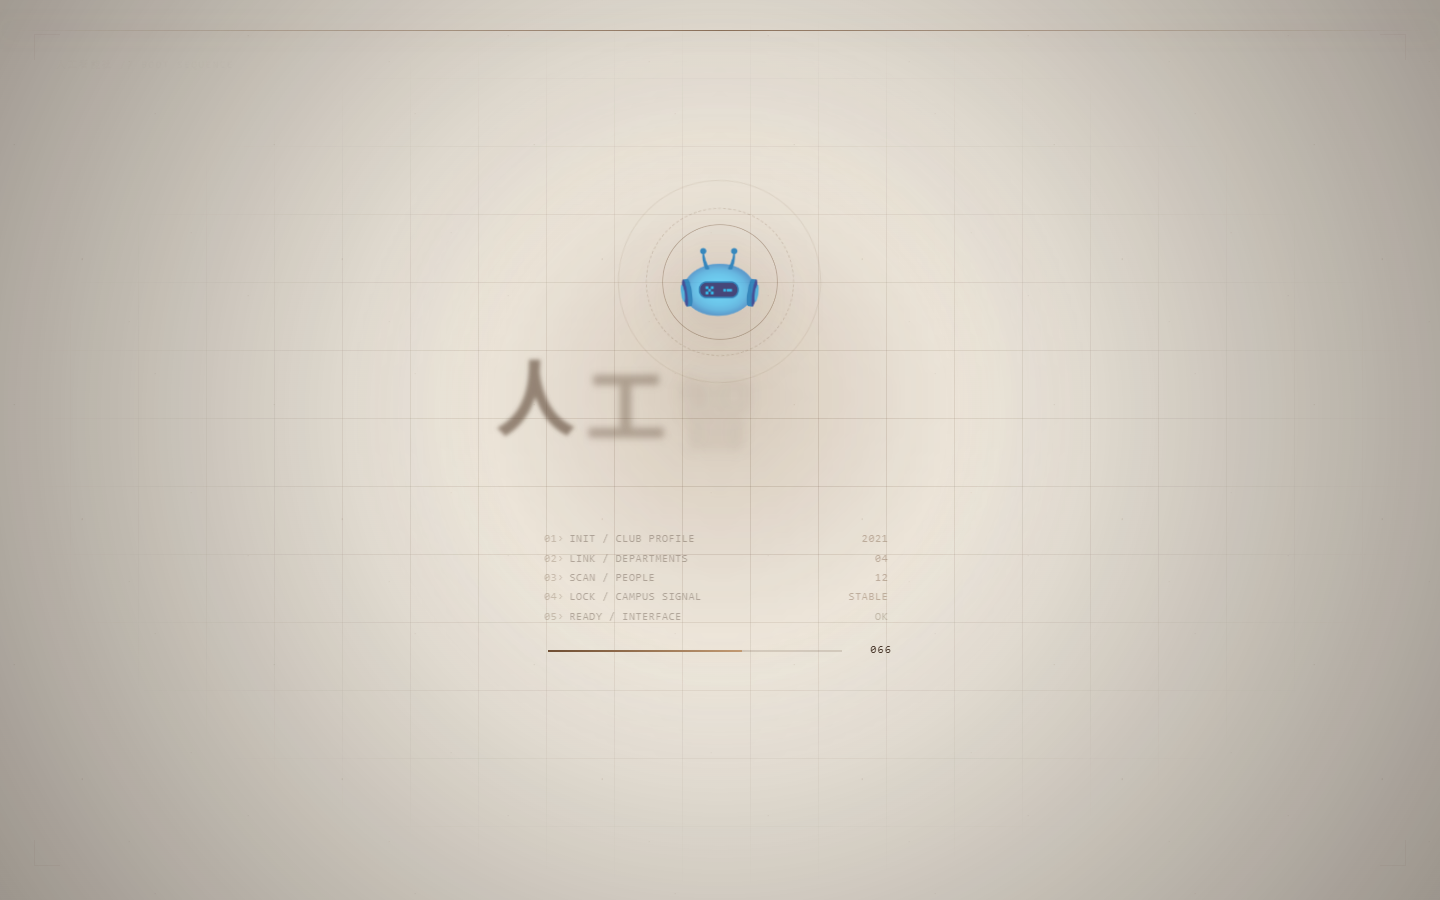 人工
01› INIT / CLUB PROFILE 2021
02› LINK / DEPARTMENTS 04
03› SCAN / PEOPLE 12
04› LOCK / CAMPUS SIGNAL STABLE
05› READY / INTERFACE OK
066